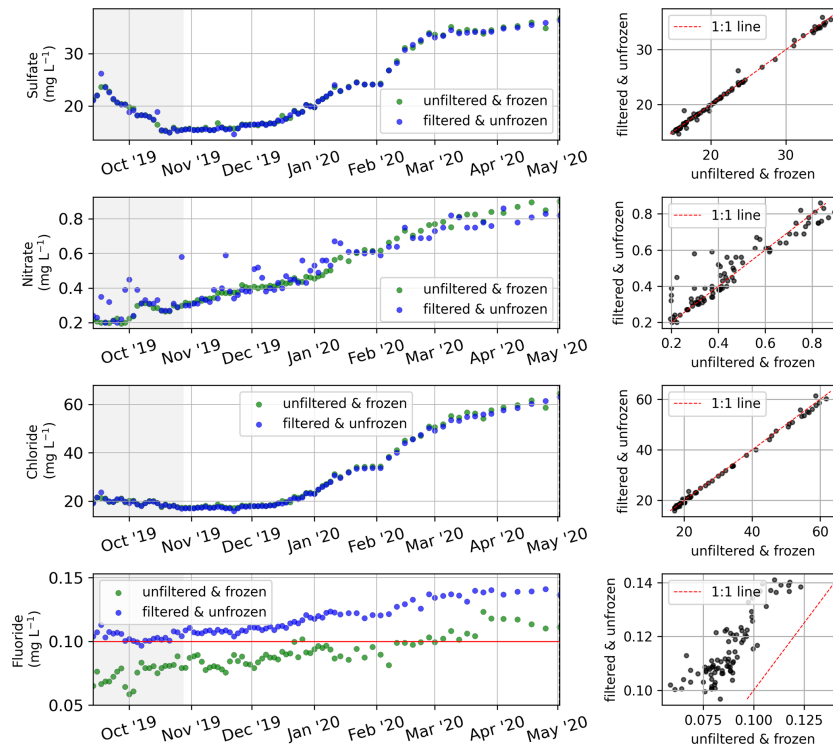 Sulfate
(mg L⁻¹)
30
20
unfiltered & frozen
filtered & unfrozen
Oct '19
Nov '19
Dec '19
Jan '20
Feb '20
Mar '20
Apr '20
May '20
filtered & unfrozen
30
20
1:1 line
20
30
unfiltered & frozen
Nitrate
(mg L⁻¹)
0.8
0.6
0.4
0.2
unfiltered & frozen
filtered & unfrozen
Oct '19
Nov '19
Dec '19
Jan '20
Feb '20
Mar '20
Apr '20
May '20
filtered & unfrozen
0.8
0.6
0.4
0.2
1:1 line
0.2
0.4
0.6
0.8
unfiltered & frozen
Chloride
(mg L⁻¹)
60
40
20
unfiltered & frozen
filtered & unfrozen
Oct '19
Nov '19
Dec '19
Jan '20
Feb '20
Mar '20
Apr '20
May '20
filtered & unfrozen
60
40
20
1:1 line
20
40
60
unfiltered & frozen
Fluoride
(mg L⁻¹)
0.15
0.10
0.05
unfiltered & frozen
filtered & unfrozen
Oct '19
Nov '19
Dec '19
Jan '20
Feb '20
Mar '20
Apr '20
May '20
filtered & unfrozen
0.14
0.12
0.10
1:1 line
0.075
0.100
0.125
unfiltered & frozen